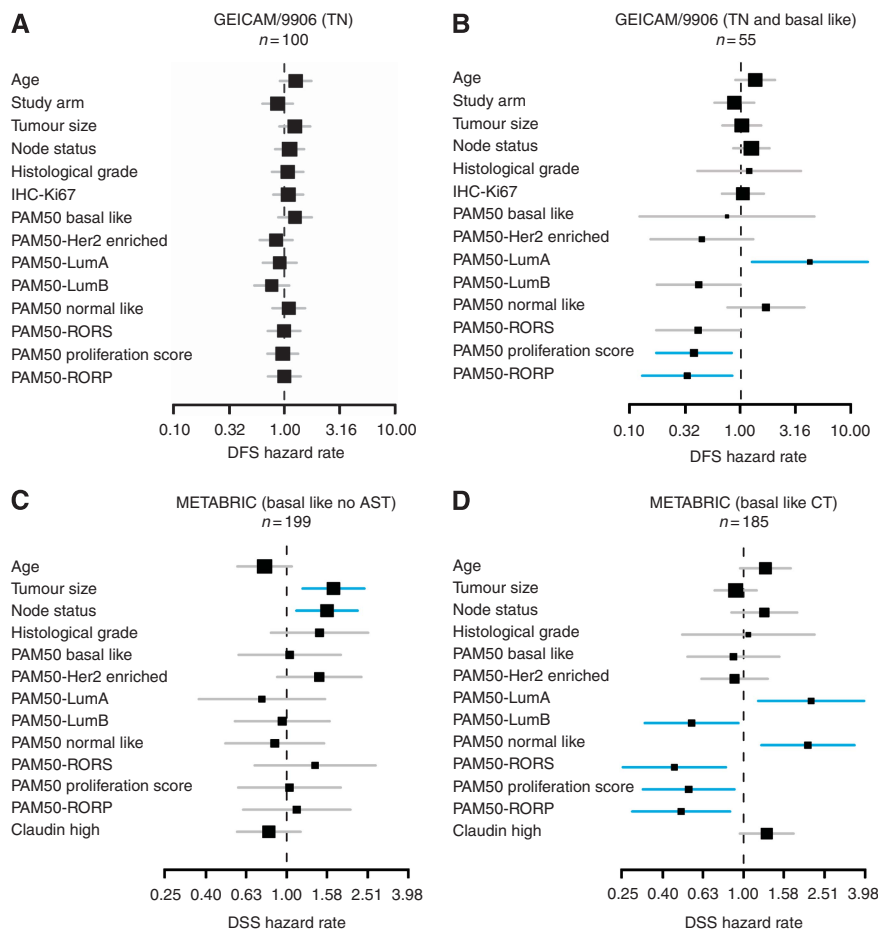 A
GEICAM/9906 (TN)
n=100
Age
Study arm
Tumour size
Node status
Histological grade
IHC-Ki67
PAM50 basal like
PAM50-Her2 enriched
PAM50-LumA
PAM50-LumB
PAM50 normal like
PAM50-RORS
PAM50 proliferation score
PAM50-RORP
0.10 0.32 1.00 3.16 10.00
DFS hazard rate
B
GEICAM/9906 (TN and basal like)
n=55
Age
Study arm
Tumour size
Node status
Histological grade
IHC-Ki67
PAM50 basal like
PAM50-Her2 enriched
PAM50-LumA
PAM50-LumB
PAM50 normal like
PAM50-RORS
PAM50 proliferation score
PAM50-RORP
0.10 0.32 1.00 3.16 10.00
DFS hazard rate
C
METABRIC (basal like no AST)
n=199
Age
Tumour size
Node status
Histological grade
PAM50 basal like
PAM50-Her2 enriched
PAM50-LumA
PAM50-LumB
PAM50 normal like
PAM50-RORS
PAM50 proliferation score
PAM50-RORP
Claudin high
0.25 0.40 0.63 1.00 1.58 2.51 3.98
DSS hazard rate
D
METABRIC (basal like CT)
n=185
Age
Tumour size
Node status
Histological grade
PAM50 basal like
PAM50-Her2 enriched
PAM50-LumA
PAM50-LumB
PAM50 normal like
PAM50-RORS
PAM50 proliferation score
PAM50-RORP
Claudin high
0.25 0.40 0.63 1.00 1.58 2.51 3.98
DSS hazard rate